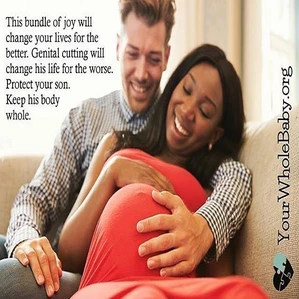 This bundle of joy will
change your lives for the
better. Genital cutting will
change his life for the worse.
Protect your son.
Keep his body
whole.
YourWholeBaby.org